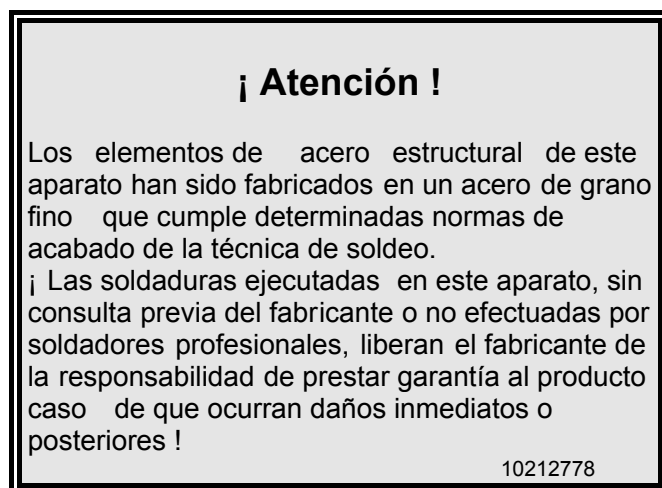 ¡ Atención !
Los elementos de acero estructural de este
aparato han sido fabricados en un acero de grano
fino que cumple determinadas normas de
acabado de la técnica de soldeo.
¡ Las soldaduras ejecutadas en este aparato, sin
consulta previa del fabricante o no efectuadas por
soldadores profesionales, liberan el fabricante de
la responsabilidad de prestar garantía al producto
caso de que ocurran daños inmediatos o
posteriores !
10212778